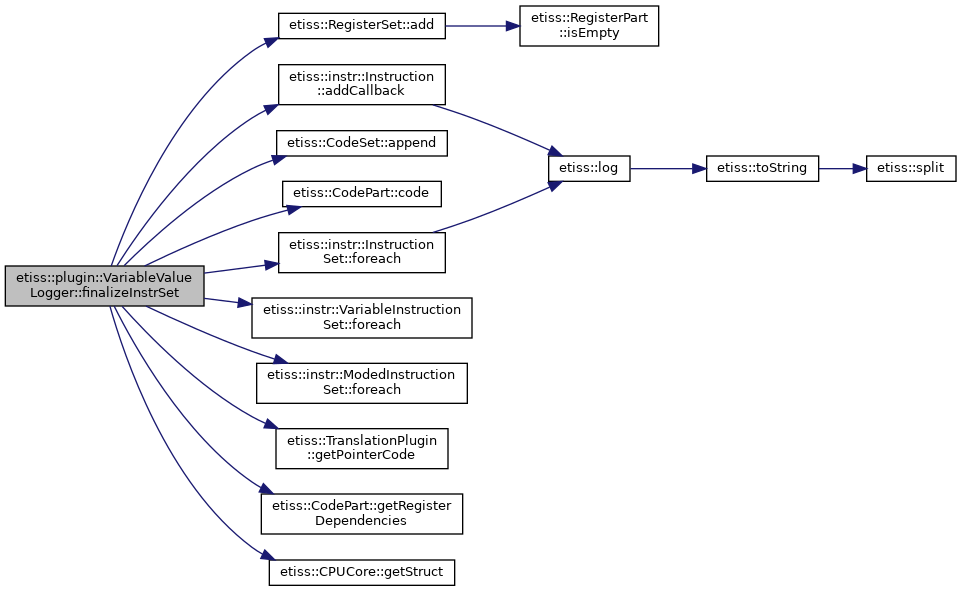 etiss::plugin::VariableValue
Logger::finalizeInstrSet
etiss::RegisterSet::add
etiss::RegisterPart
::isEmpty
etiss::instr::Instruction
::addCallback
etiss::CodeSet::append
etiss::CodePart::code
etiss::instr::Instruction
Set::foreach
etiss::log
etiss::toString
etiss::split
etiss::instr::VariableInstruction
Set::foreach
etiss::instr::ModedInstruction
Set::foreach
etiss::TranslationPlugin
::getPointerCode
etiss::CodePart::getRegister
Dependencies
etiss::CPUCore::getStruct